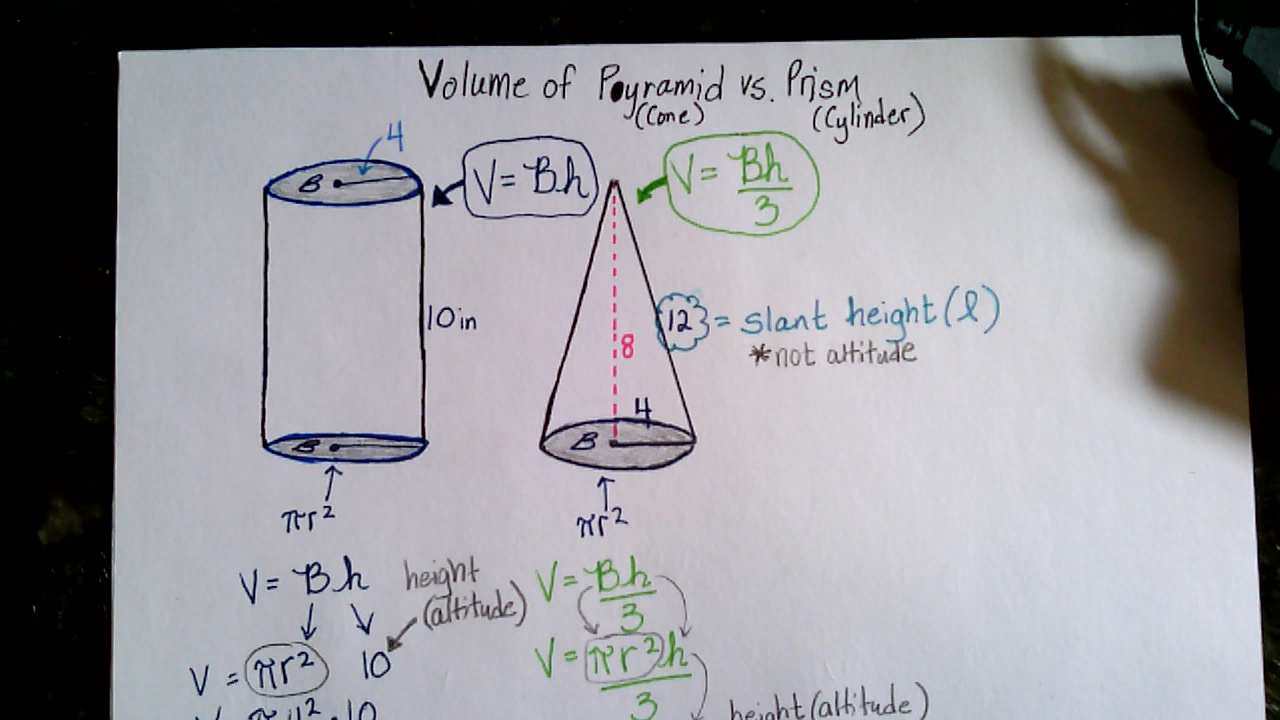 Volume of Pyramid vs. Prism
(Cone) (Cylinder)
4
B
V = Bh
V = Bh/3
10in
12 = slant height (l)
*not altitude
8
4
B
B
πr²
πr²
V = Bh
height
(altitude)
V = πr² 10
V = Bh/3
V = πr²h/3
height (altitude)